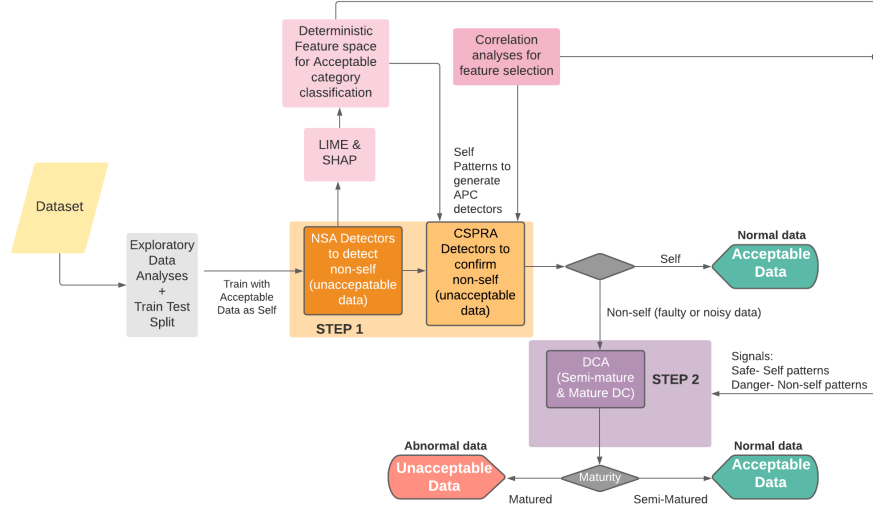 Deterministic
Feature space
for Acceptable
category
classification
Correlation
analyses for
feature selection
LIME &
SHAP
Self
Patterns to
generate
APC
detectors
Dataset
Exploratory
Data
Analyses
+
Train Test
Split
Train with
Acceptable
Data as Self
NSA Detectors
to detect
non-self
(unaccepatable
data)
CSPRA
Detectors to
confirm
non-self
(unacceptable
data)
STEP 1
Self
Normal data
Acceptable
Data
Non-self (faulty or noisy data)
DCA
(Semi-mature
& Mature DC)
STEP 2
Signals:
Safe- Self patterns
Danger- Non-self patterns
Abnormal data
Unacceptable
Data
Maturity
Matured
Semi-Matured
Normal data
Acceptable
Data